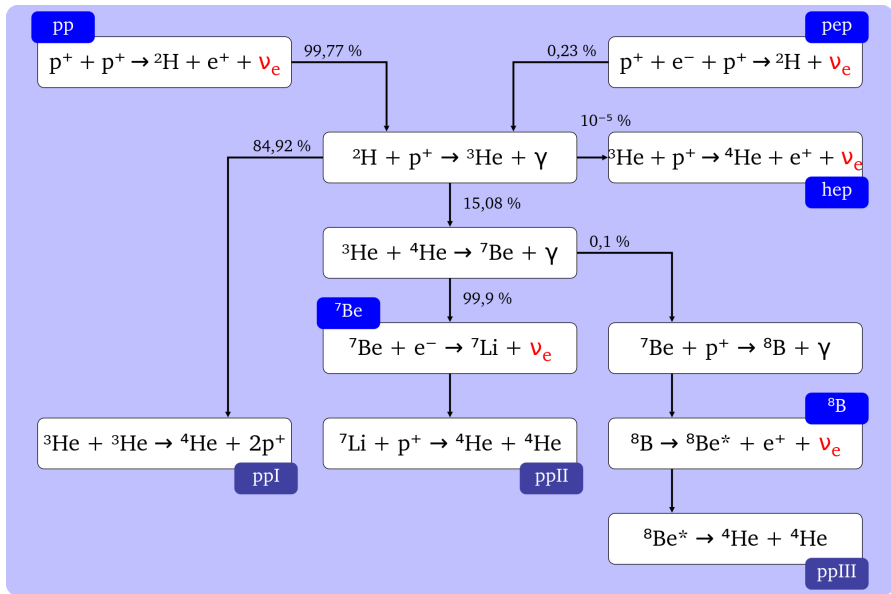 pp
pep
p⁺ + p⁺ → ²H + e⁺ + νₑ
99,77 %
0,23 %
p⁺ + e⁻ + p⁺ → ²H + νₑ
10⁻⁵ %
84,92 %
²H + p⁺ → ³He + γ
³He + p⁺ → ⁴He + e⁺ + νₑ
hep
15,08 %
³He + ⁴He → ⁷Be + γ
0,1 %
99,9 %
⁷Be
⁷Be + e⁻ → ⁷Li + νₑ
⁷Be + p⁺ → ⁸B + γ
⁸B
³He + ³He → ⁴He + 2p⁺
⁷Li + p⁺ → ⁴He + ⁴He
⁸B → ⁸Be* + e⁺ + νₑ
ppI
ppII
⁸Be* → ⁴He + ⁴He
ppIII